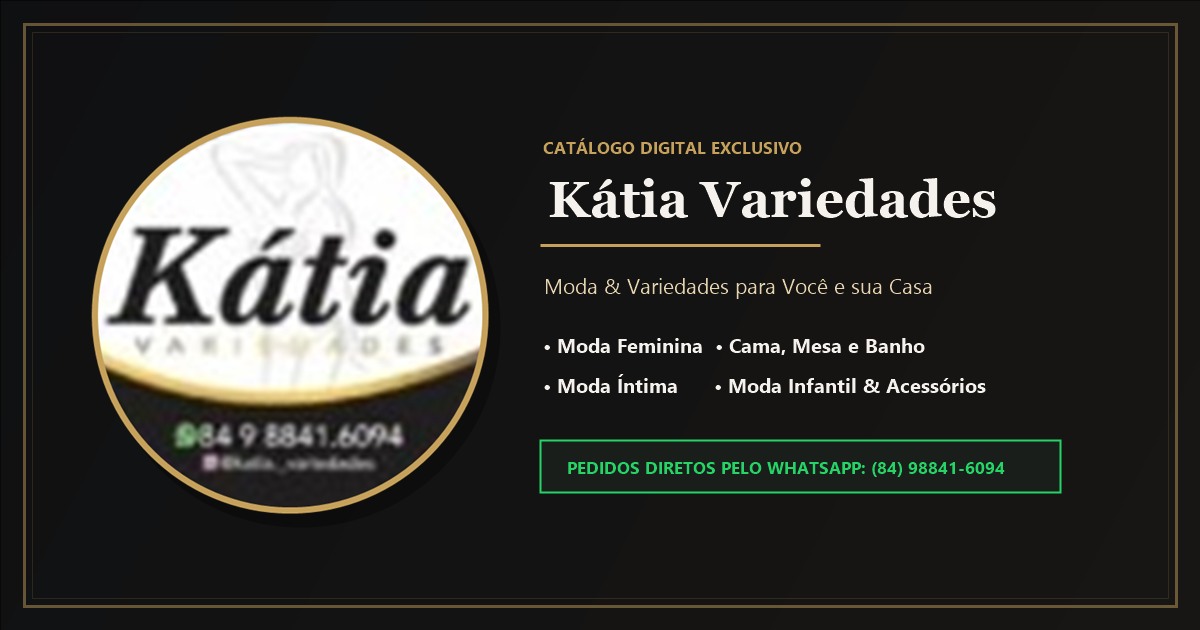 Kátia
VARIEDADES
84 9 8841.6094
CATÁLOGO DIGITAL EXCLUSIVO
Kátia Variedades
Moda & Variedades para Você e sua Casa
• Moda Feminina • Cama, Mesa e Banho
• Moda Íntima • Moda Infantil & Acessórios
PEDIDOS DIRETOS PELO WHATSAPP: (84) 98841-6094